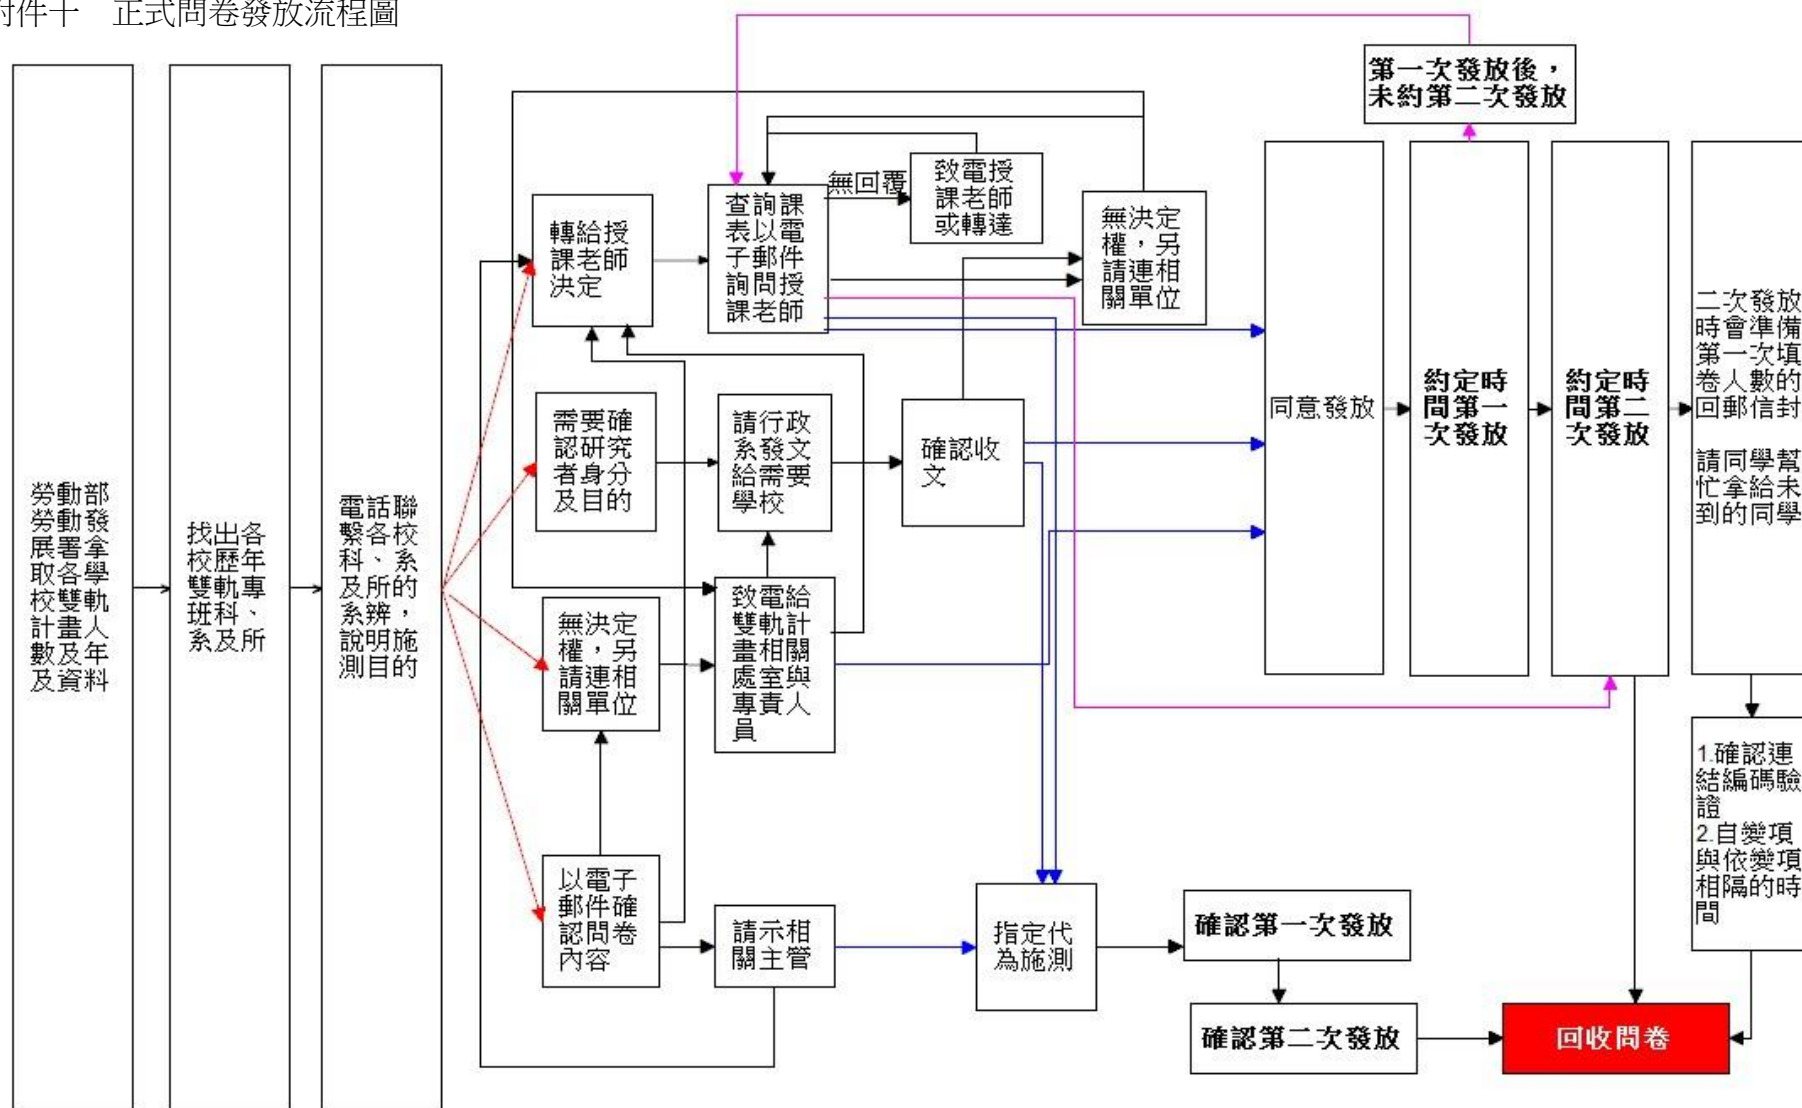 附件十　正式問卷發放流程圖
勞動部
勞動發
展署拿
取各學
校雙軌
計畫人
數及年
及資料
找出各
校歷年
雙軌專
班科、
系及所
電話聯
繫各校
科、系
及所的
系辨，
說明施
測目的
轉給授
課老師
決定
需要確
認研究
者身分
及目的
無決定
權，另
請連相
關單位
以電子
郵件確
認問卷
內容
查詢課
表以電
子郵件
詢問授
課老師
無回覆
致電授
課老師
或轉達
無決定
權，另
請連相
關單位
請行政
系發文
給需要
學校
確認收
文
致電給
雙軌計
畫相關
處室與
專責人
員
請示相
關主管
指定代
為施測
確認第一次發放
確認第二次發放
同意發放
第一次發放後，
未約第二次發放
約定時
間第一
次發放
約定時
間第二
次發放
二次發放
時會準備
第一次填
卷人數的
回郵信封
請同學幫
忙拿給未
到的同學
1.確認連
結編碼驗
證
2.自變項
與依變項
相隔的時
間
回收問卷